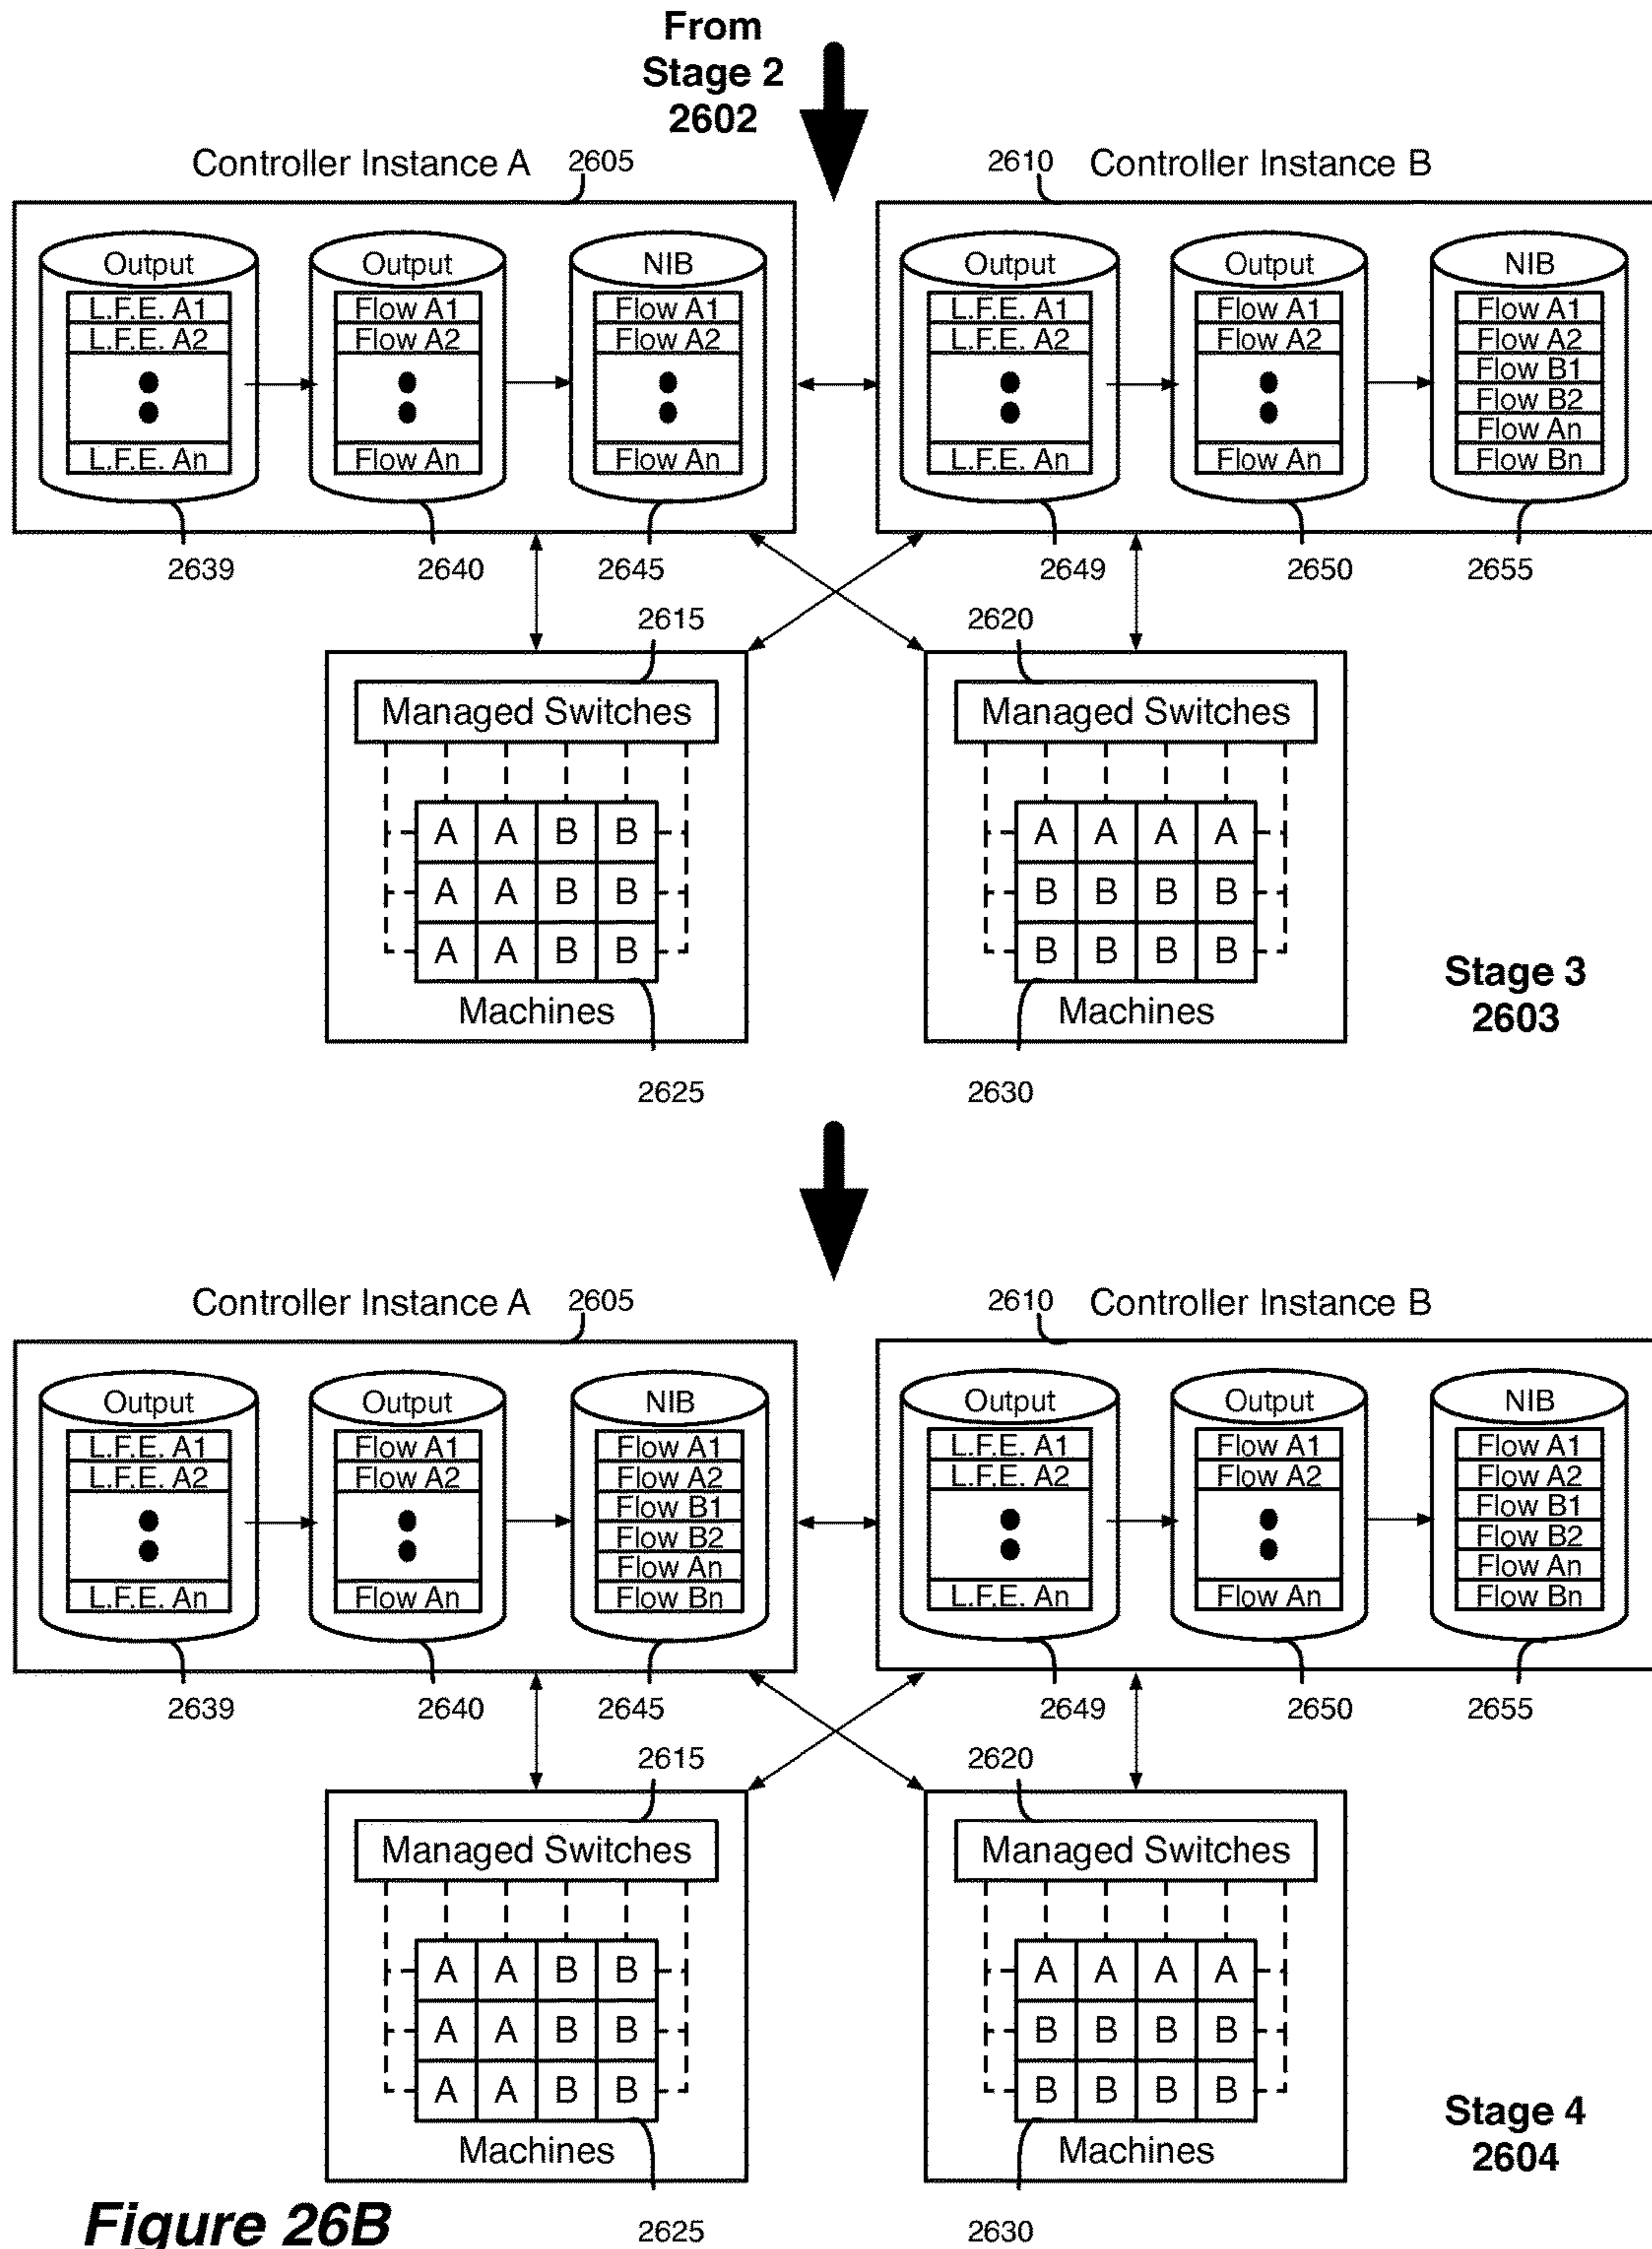 From
Stage 2
2602
Controller Instance A 2605
2610 Controller Instance B
Output Output NIB
L.F.E. A1 Flow A1 Flow A1
L.F.E. A2 Flow A2 Flow A2
L.F.E. An Flow An Flow An
Output Output NIB
L.F.E. A1 Flow A1 Flow A1
L.F.E. A2 Flow A2 Flow A2
Flow B1
Flow B2
Flow An
L.F.E. An Flow An Flow Bn
2639 2640 2645
2649 2650 2655
2615
2620
Managed Switches
A A B B
A A B B
A A B B
Machines
2625
Managed Switches
A A A A
B B B B
B B B B
Machines
2630
Stage 3
2603
Controller Instance A 2605
2610 Controller Instance B
Output Output NIB
L.F.E. A1 Flow A1 Flow A1
L.F.E. A2 Flow A2 Flow A2
Flow B1
Flow B2
Flow An
L.F.E. An Flow An Flow Bn
Output Output NIB
L.F.E. A1 Flow A1 Flow A1
L.F.E. A2 Flow A2 Flow A2
Flow B1
Flow B2
Flow An
L.F.E. An Flow An Flow Bn
2639 2640 2645
2649 2650 2655
2615
2620
Managed Switches
A A B B
A A B B
A A B B
Machines
2625
Managed Switches
A A A A
B B B B
B B B B
Machines
2630
Stage 4
2604
Figure 26B